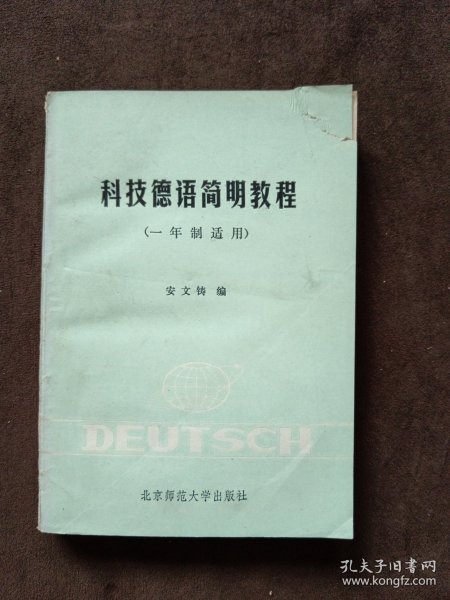 科技德语简明教程
(一年制适用)
安文铸 编
DEUTSCH
北京师范大学出版社
孔夫子旧书网
www.kongfz.com